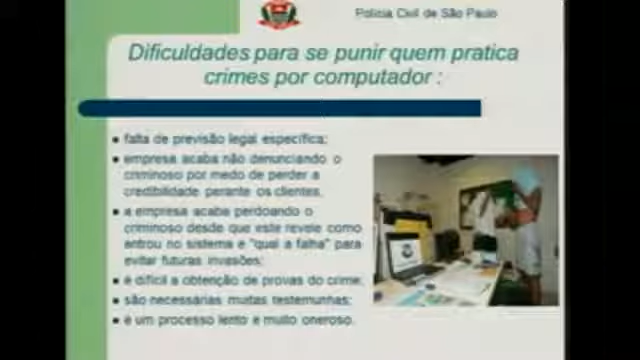 Polícia Civil de São Paulo
Dificuldades para se punir quem pratica
crimes por computador :
falta de previsão legal específica;
empresa acaba não denunciando o
criminoso por medo de perder a
credibilidade perante os clientes.
a empresa acaba perdoando o
criminoso desde que este revele como
entrou no sistema e "qual a falha" para
evitar futuras invasões;
é difícil a obtenção de provas do crime;
são necessárias muitas testemunhas;
é um processo lento e muito oneroso.